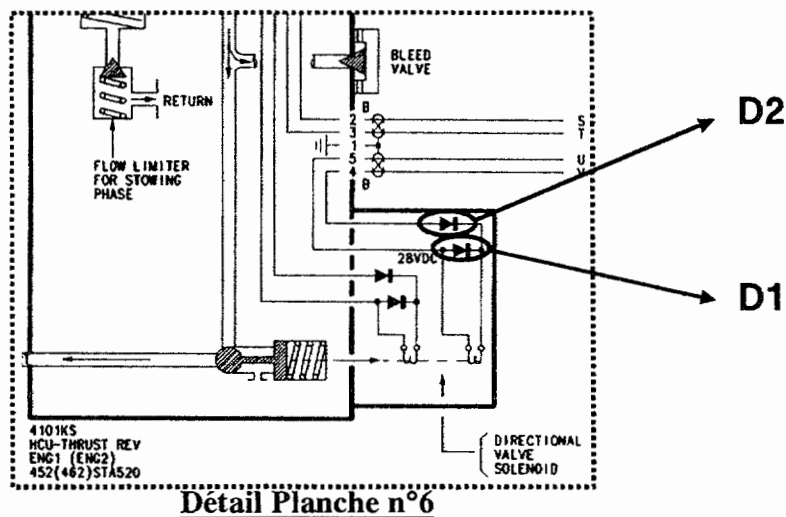 BLEED
VALVE
RETURN
FLOW LIMITER
FOR STOWING
PHASE
B
2
3
1
5
4
B
S
T
U
V
D2
28VDC
D1
4101KS
HCU-THRUST REV
ENG1 (ENG2)
452(462)STA520
DIRECTIONAL
VALVE
SOLENOID
Détail Planche n°6